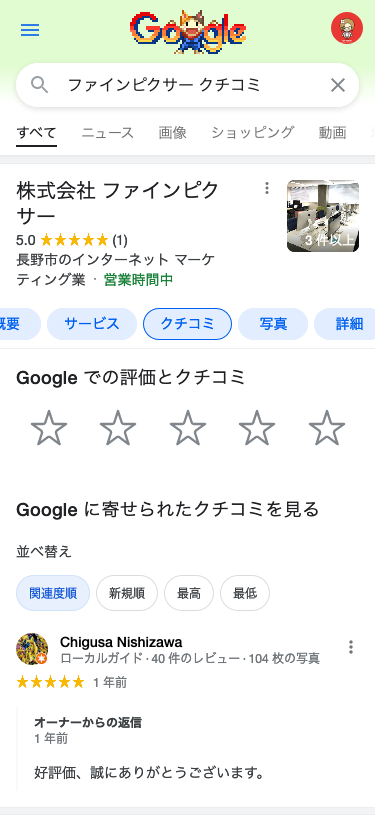 Google
ファインピクサー クチコミ
すべて ニュース 画像 ショッピング 動画
株式会社 ファインピク
サー
3 件以上
5.0 ★★★★★ (1)
長野市のインターネット マーケ
ティング業 · 営業時間中
概要 サービス クチコミ 写真 詳細
Google での評価とクチコミ
Google に寄せられたクチコミを見る
並べ替え
関連度順 新規順 最高 最低
Chigusa Nishizawa
ローカルガイド · 40 件のレビュー · 104 枚の写真
★★★★★ 1 年前
オーナーからの返信
1 年前
好評価、誠にありがとうございます。